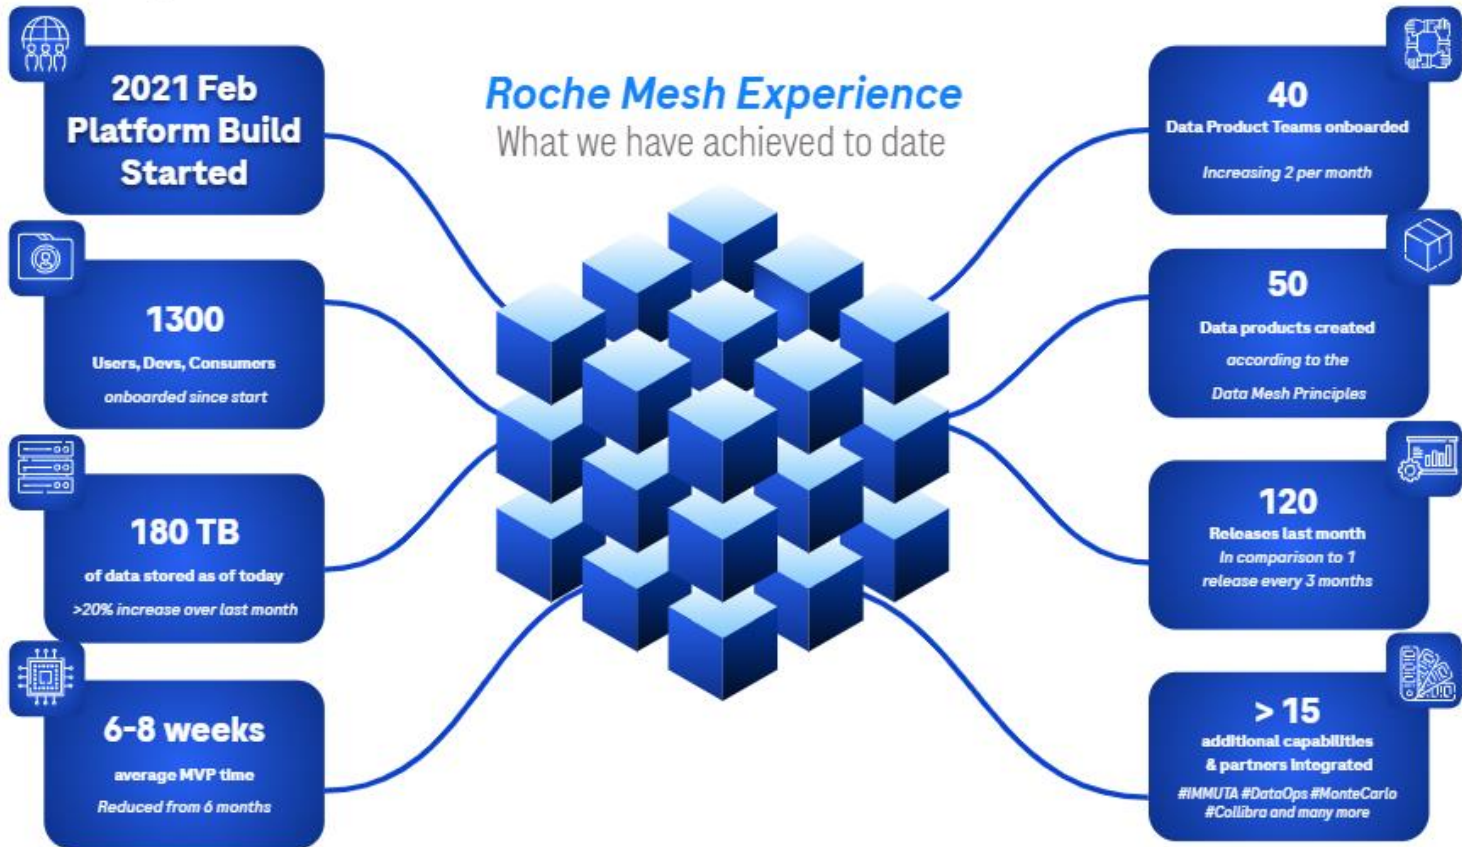 Roche Mesh Experience
What we have achieved to date
2021 Feb
Platform Build
Started
1300
Users, Devs, Consumers
onboarded since start
180 TB
of data stored as of today
>20% increase over last month
6-8 weeks
average MVP time
Reduced from 6 months
40
Data Product Teams onboarded
Increasing 2 per month
50
Data products created
according to the
Data Mesh Principles
120
Releases last month
In comparison to 1
release every 3 months
> 15
additional capabilities
& partners integrated
#IMMUTA #DataOps #MonteCarlo
#Collibra and many more